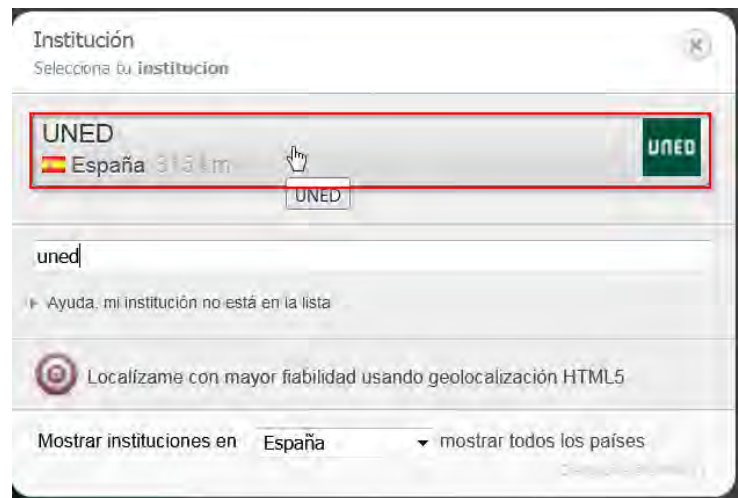 Institución
Selecciona tu institucion
UNED
España
UNED
UNED
uned
Ayuda, mi institución no está en la lista
Localízame con mayor fiabilidad usando geolocalización HTML5
Mostrar instituciones en España mostrar todos los países